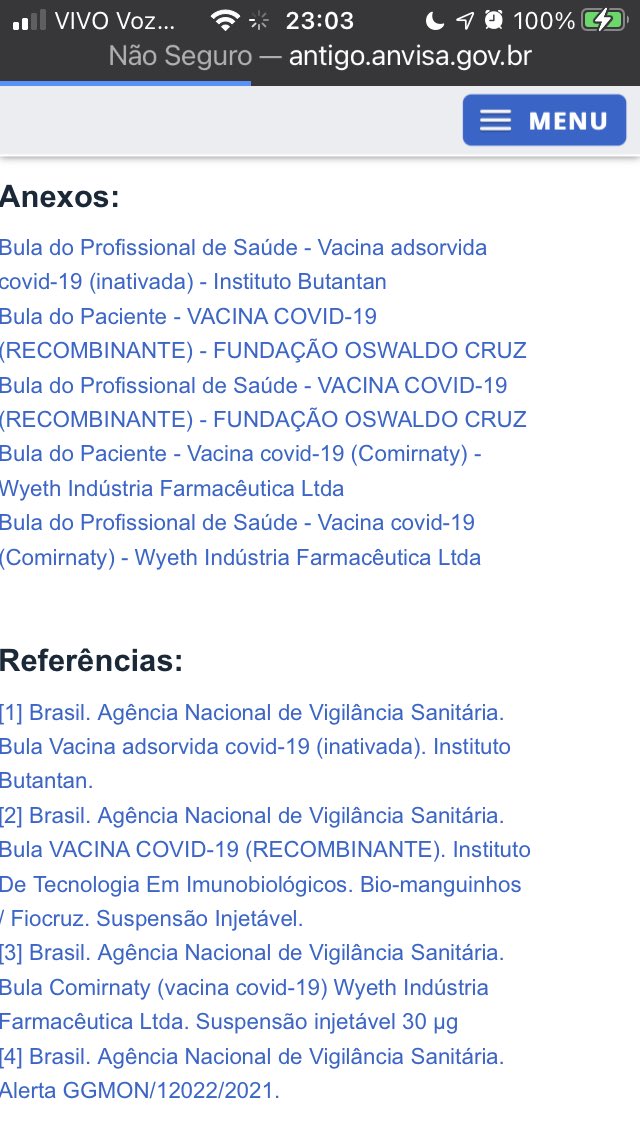 VIVO Voz... 23:03 100%
Não Seguro — antigo.anvisa.gov.br
MENU
Anexos:
Bula do Profissional de Saúde - Vacina adsorvida
covid-19 (inativada) - Instituto Butantan
Bula do Paciente - VACINA COVID-19
(RECOMBINANTE) - FUNDAÇÃO OSWALDO CRUZ
Bula do Profissional de Saúde - VACINA COVID-19
(RECOMBINANTE) - FUNDAÇÃO OSWALDO CRUZ
Bula do Paciente - Vacina covid-19 (Comirnaty) -
Wyeth Indústria Farmacêutica Ltda
Bula do Profissional de Saúde - Vacina covid-19
(Comirnaty) - Wyeth Indústria Farmacêutica Ltda
Referências:
[1] Brasil. Agência Nacional de Vigilância Sanitária.
Bula Vacina adsorvida covid-19 (inativada). Instituto
Butantan.
[2] Brasil. Agência Nacional de Vigilância Sanitária.
Bula VACINA COVID-19 (RECOMBINANTE). Instituto
De Tecnologia Em Imunobiológicos. Bio-manguinhos
/ Fiocruz. Suspensão Injetável.
[3] Brasil. Agência Nacional de Vigilância Sanitária.
Bula Comirnaty (vacina covid-19) Wyeth Indústria
Farmacêutica Ltda. Suspensão injetável 30 µg
[4] Brasil. Agência Nacional de Vigilância Sanitária.
Alerta GGMON/12022/2021.